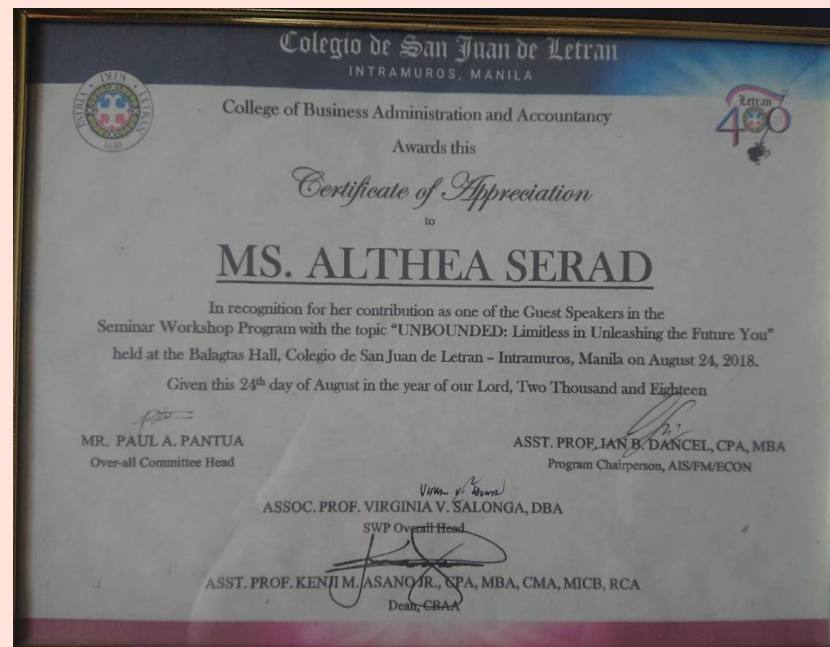 Colegio de San Juan de Letran
INTRAMUROS, MANILA
DEUS
PATRIA
LETRAN
1620
Letran
400
College of Business Administration and Accountancy
Awards this
Certificate of Appreciation
to
MS. ALTHEA SERAD
In recognition for her contribution as one of the Guest Speakers in the
Seminar Workshop Program with the topic “UNBOUNDED: Limitless in Unleashing the Future You”
held at the Balagtas Hall, Colegio de San Juan de Letran – Intramuros, Manila on August 24, 2018.
Given this 24th day of August in the year of our Lord, Two Thousand and Eighteen
MR. PAUL A. PANTUA
Over-all Committee Head
ASST. PROF. IAN B. DANCEL, CPA, MBA
Program Chairperson, AIS/FM/ECON
ASSOC. PROF. VIRGINIA V. SALONGA, DBA
SWP Overall Head
ASST. PROF. KENJI M. ASANO JR., CPA, MBA, CMA, MICB, RCA
Dean, CBAA